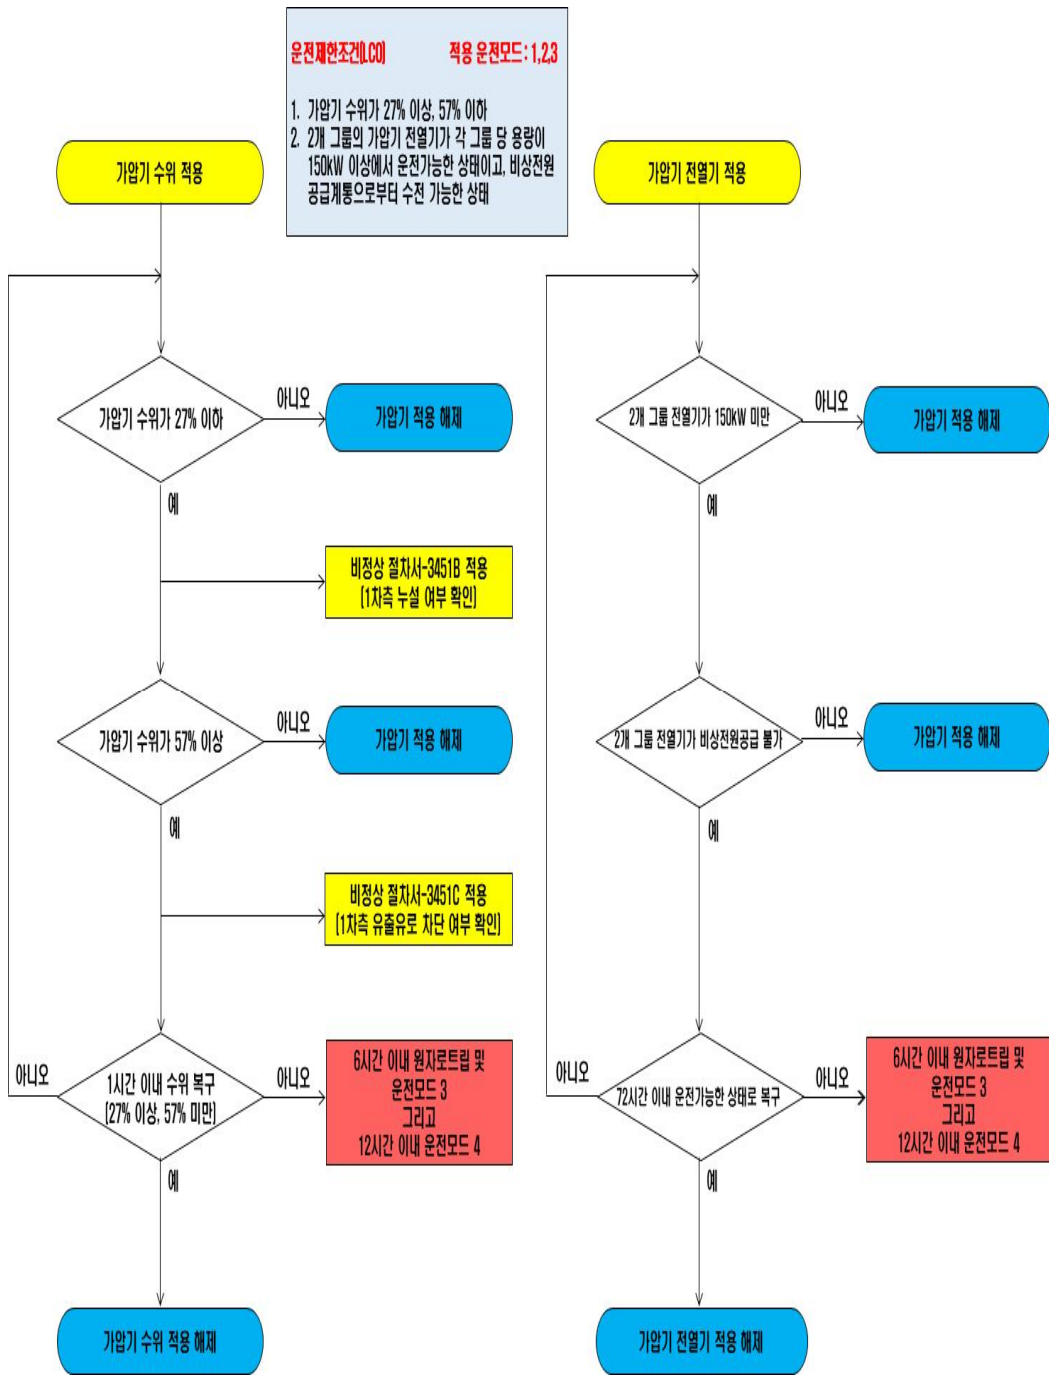 운전제한조건(LCO) 적용 운전모드 : 1,2,3
1. 가압기 수위가 27% 이상, 57% 이하
2. 2개 그룹의 가압기 전열기가 각 그룹 당 용량이
150kW 이상에서 운전가능한 상태이고, 비상전원
공급계통으로부터 수전 가능한 상태
가압기 수위 적용
가압기 수위가 27% 이하
아니오
가압기 적용 해제
예
비정상 절차서-3451B 적용
(1차측 누설 여부 확인)
가압기 수위가 57% 이상
아니오
가압기 적용 해제
예
비정상 절차서-3451C 적용
(1차측 유출유로 차단 여부 확인)
아니오
1시간 이내 수위 복구
(27% 이상, 57% 미만)
아니오
6시간 이내 원자로트립 및
운전모드 3
그리고
12시간 이내 운전모드 4
예
가압기 수위 적용 해제
가압기 전열기 적용
2개 그룹 전열기가 150kW 미만
아니오
가압기 적용 해제
예
2개 그룹 전열기가 비상전원공급 불가
아니오
가압기 적용 해제
예
아니오
72시간 이내 운전가능한 상태로 복구
아니오
6시간 이내 원자로트립 및
운전모드 3
그리고
12시간 이내 운전모드 4
예
가압기 전열기 적용 해제